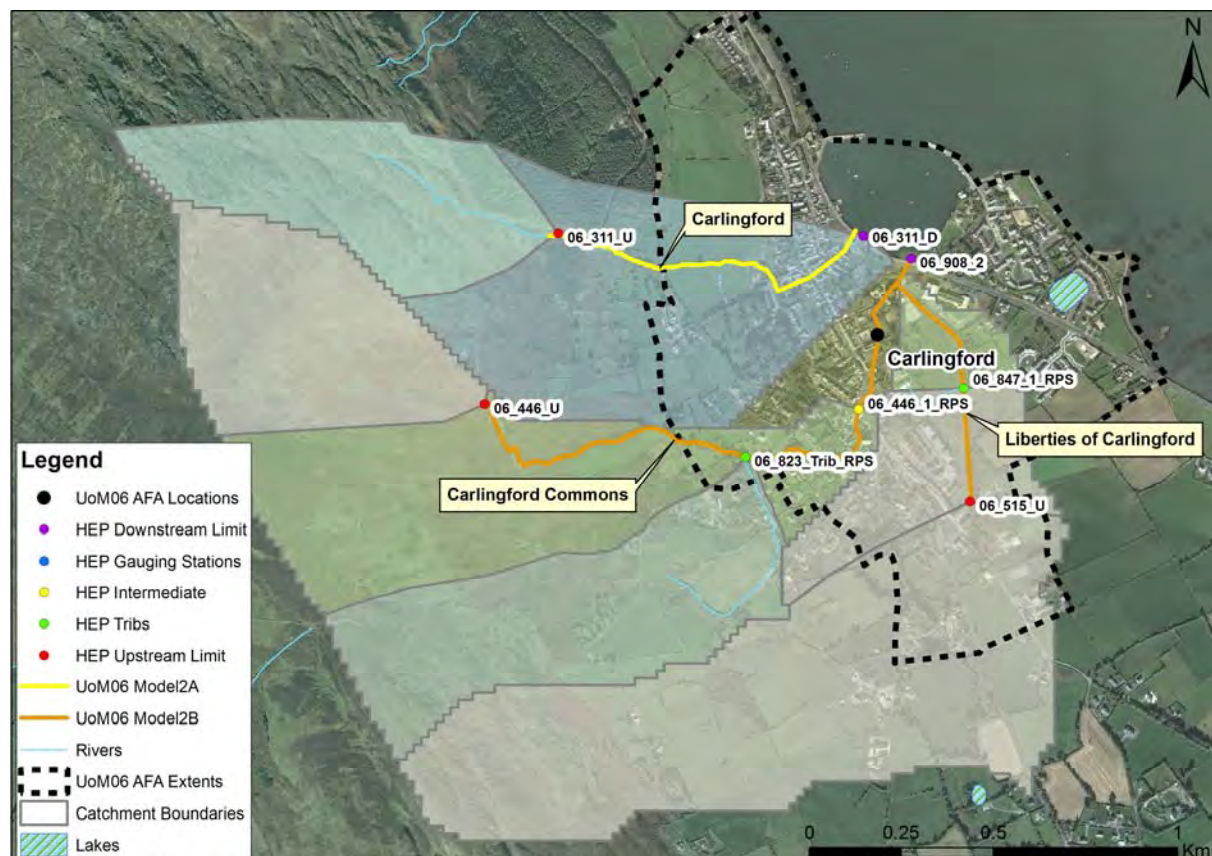 N
Carlingford
06_311_U
06_311_D
06_908_2
Carlingford
06_847_1_RPS
06_446_U
06_446_1_RPS
Liberties of Carlingford
06_823_Trib_RPS
Carlingford Commons
06_515_U
Legend
UoM06 AFA Locations
HEP Downstream Limit
HEP Gauging Stations
HEP Intermediate
HEP Tribs
HEP Upstream Limit
UoM06 Model2A
UoM06 Model2B
Rivers
UoM06 AFA Extents
Catchment Boundaries
Lakes
0 0.25 0.5 1
Km